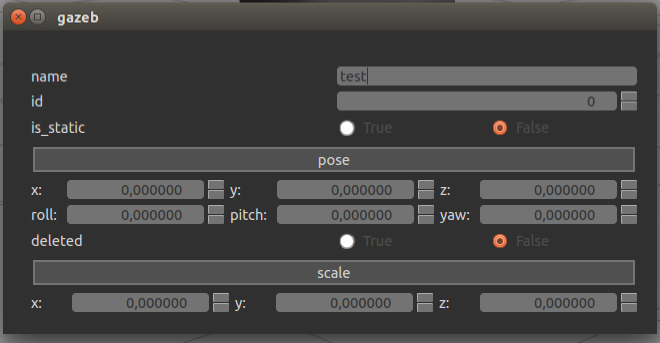 gazeb
name test
id 0
is_static True False
pose
x: 0,000000 y: 0,000000 z: 0,000000
roll: 0,000000 pitch: 0,000000 yaw: 0,000000
deleted True False
scale
x: 0,000000 y: 0,000000 z: 0,000000